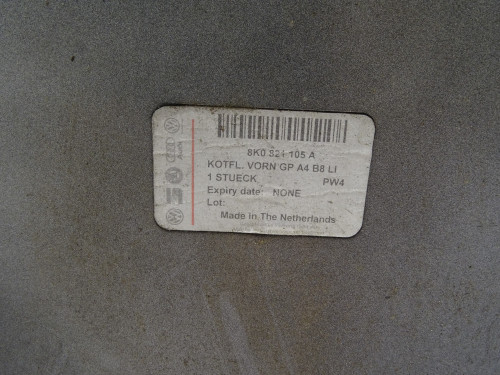 8K0 821 105 A
KOTFL. VORN GP A4 B8 LI
1 STUECK PW4
Expiry date: NONE
Lot:
Made in The Netherlands
Audi